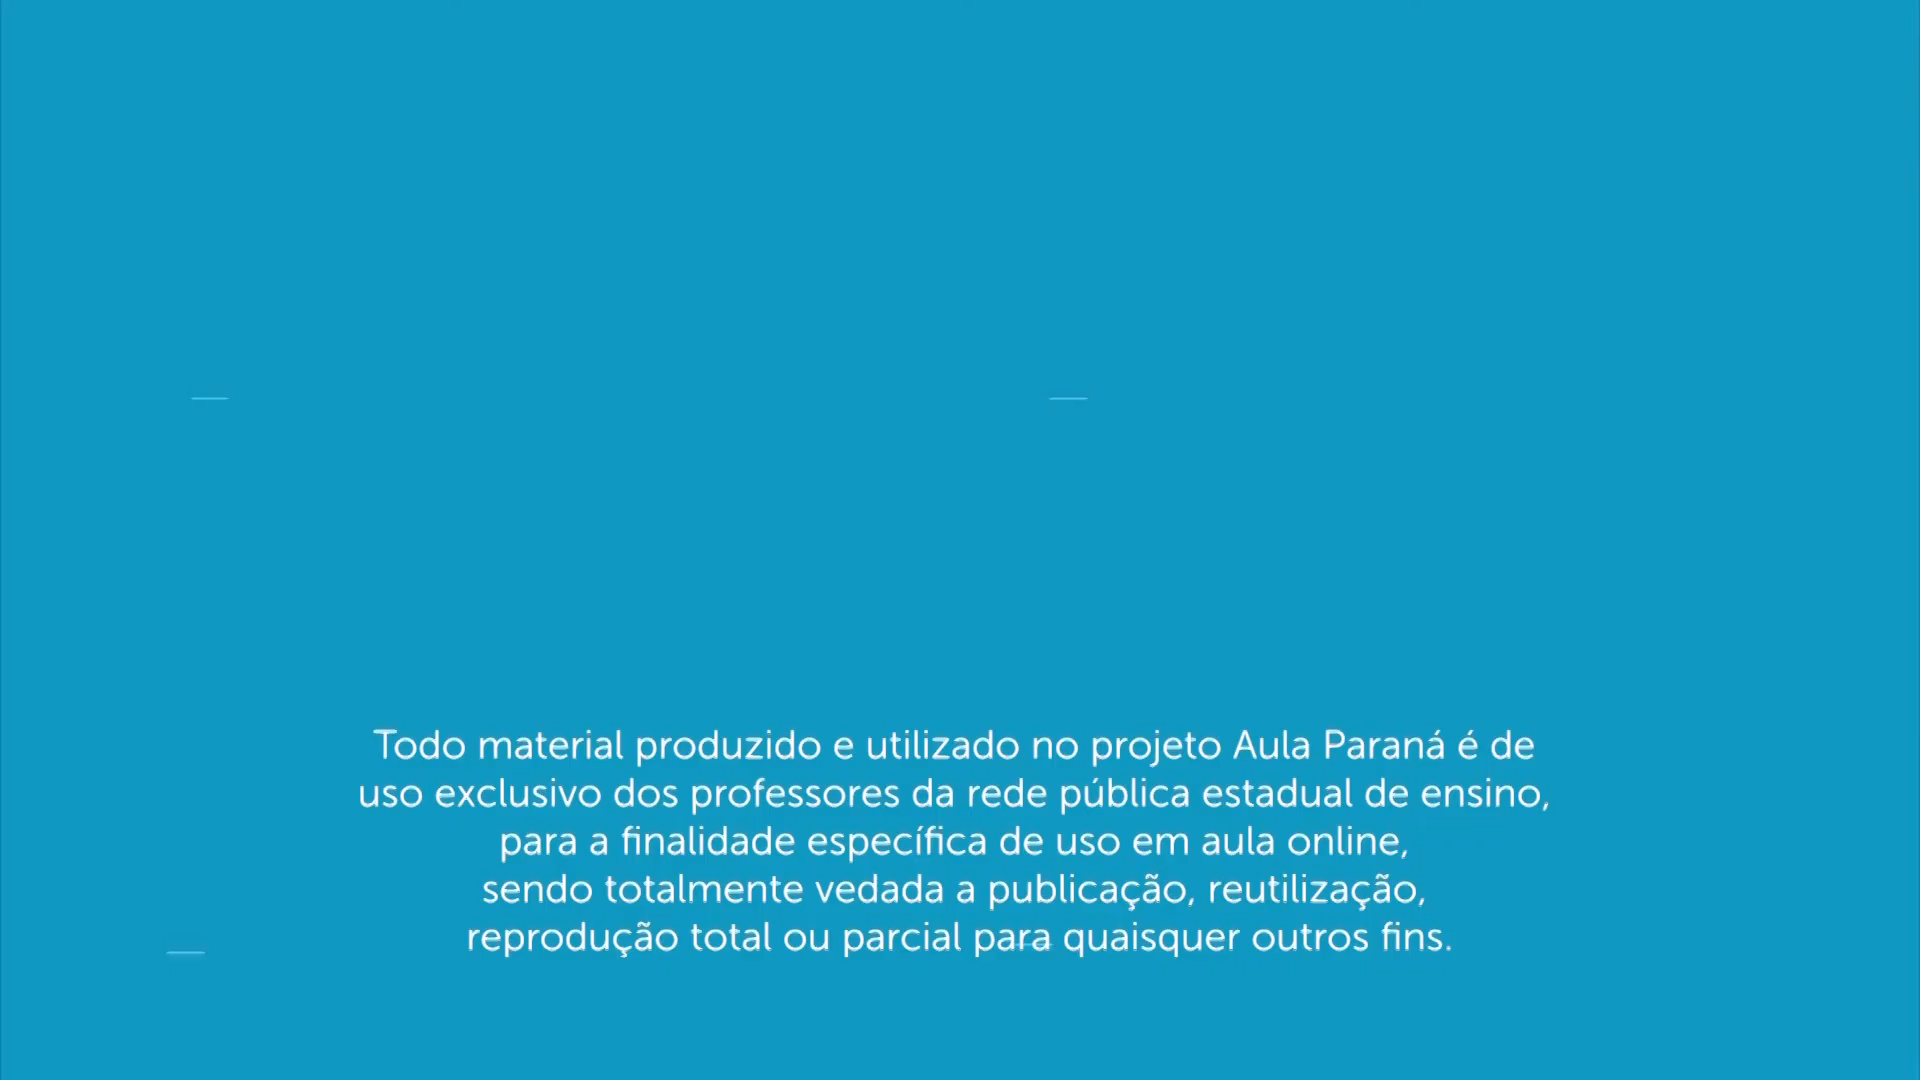 Todo material produzido e utilizado no projeto Aula Paraná é de
uso exclusivo dos professores da rede pública estadual de ensino,
para a finalidade específica de uso em aula online,
sendo totalmente vedada a publicação, reutilização,
reprodução total ou parcial para quaisquer outros fins.